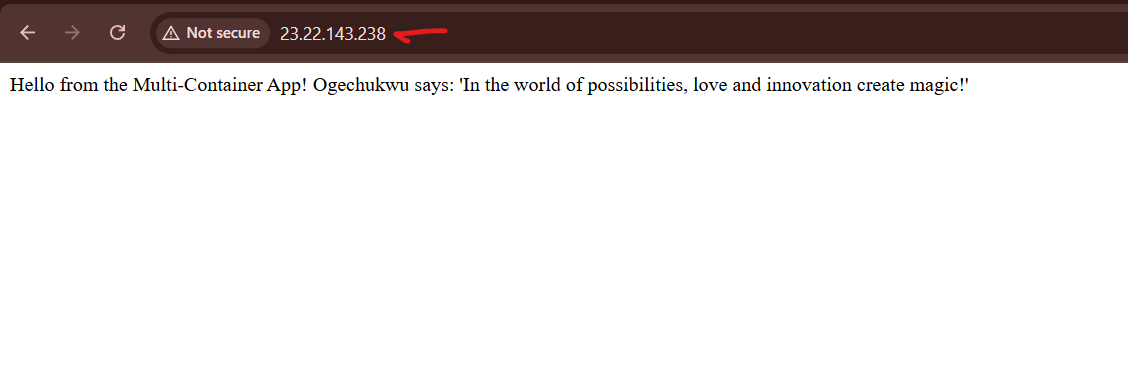 Not secure 23.22.143.238
Hello from the Multi-Container App! Ogechukwu says: 'In the world of possibilities, love and innovation create magic!'